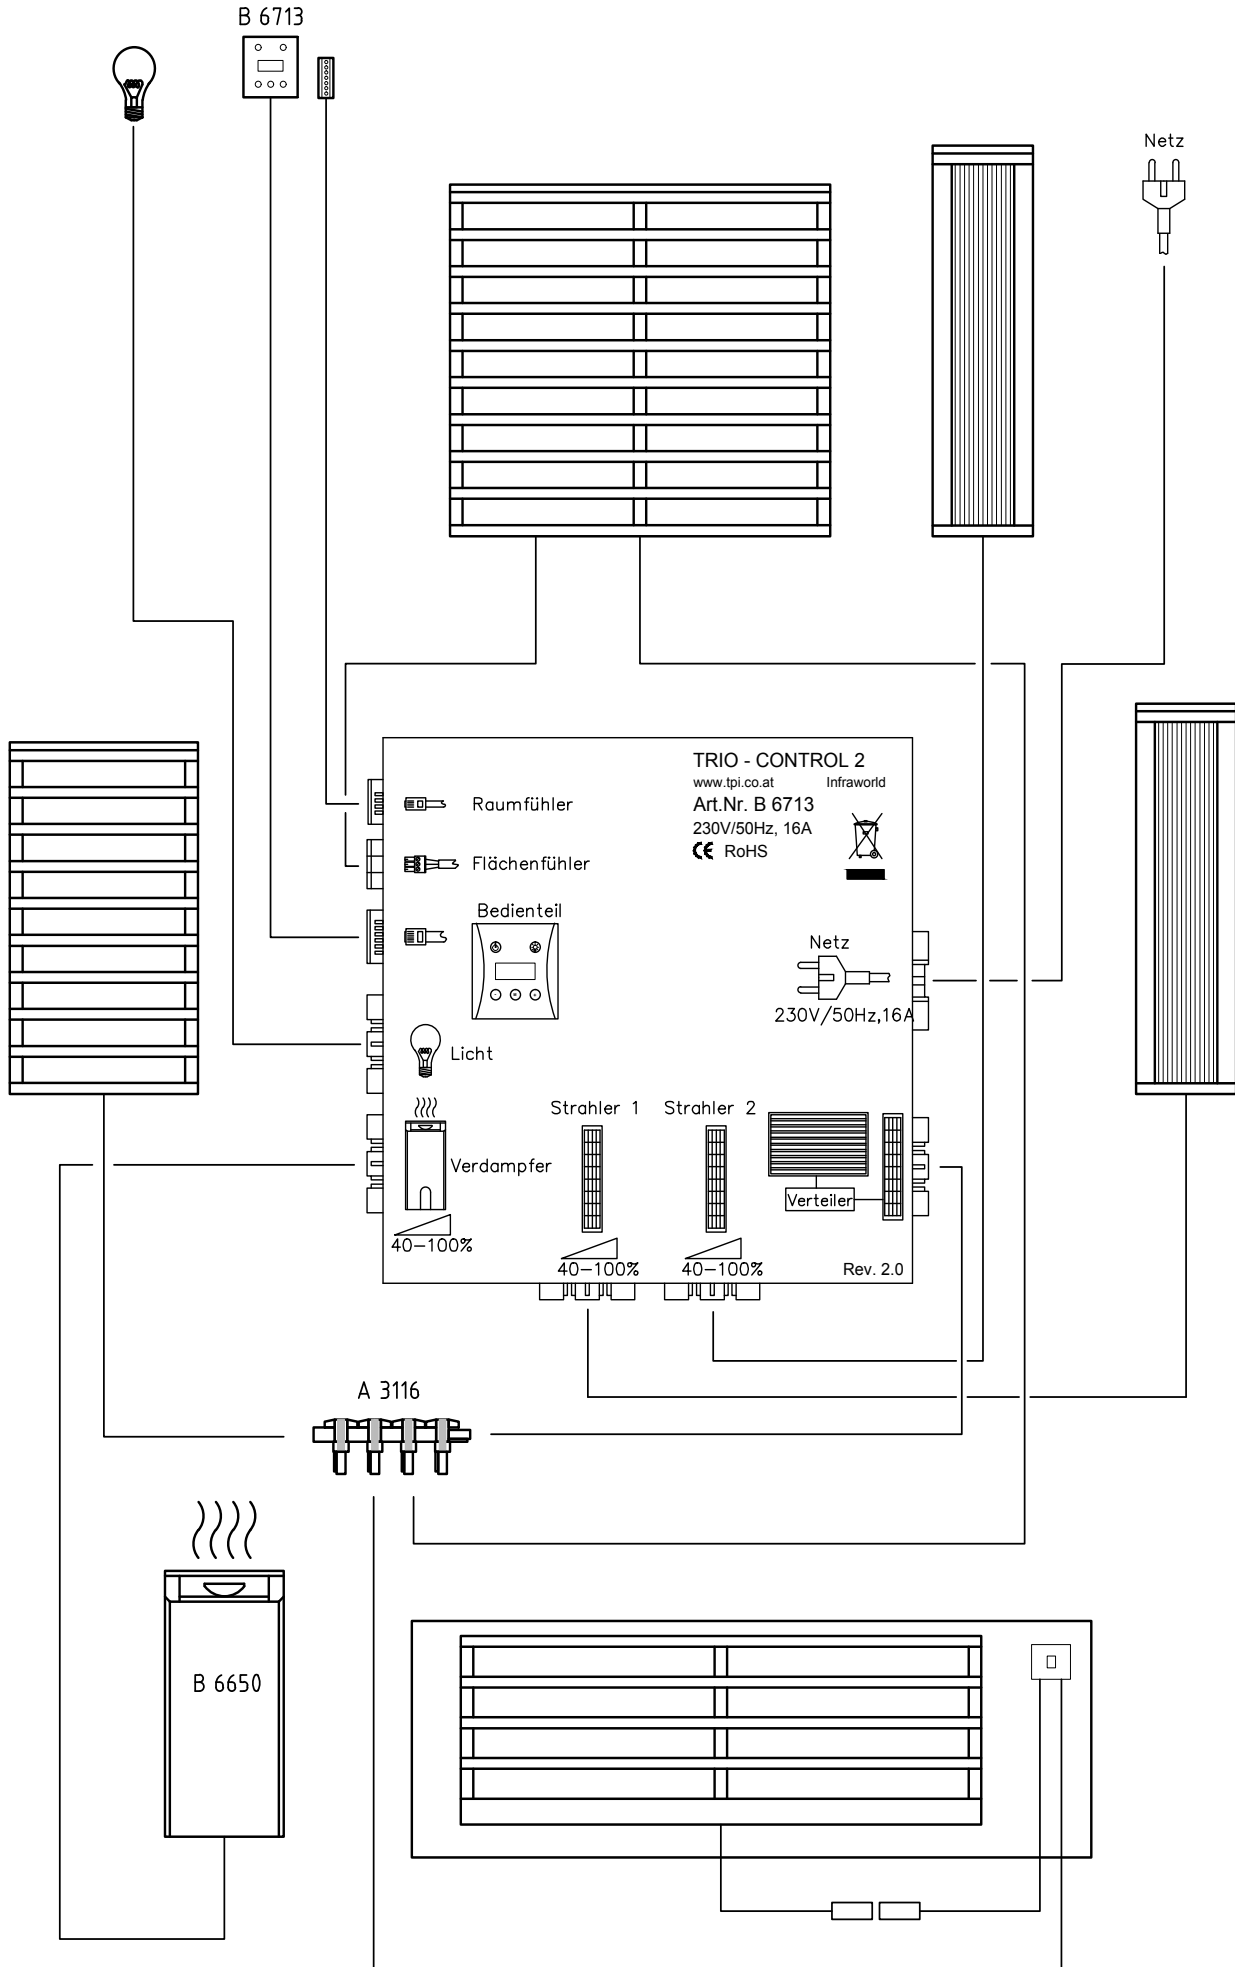 B 6713
Netz
TRIO - CONTROL 2
www.tpi.co.at Infraworld
Art.Nr. B 6713
230V/50Hz, 16A
CE RoHS
Raumfühler
Flächenfühler
Bedienteil
Netz
230V/50Hz,16A
Licht
Strahler 1
Strahler 2
Verdampfer
Verteiler
40-100%
40-100%
40-100%
Rev. 2.0
A 3116
B 6650